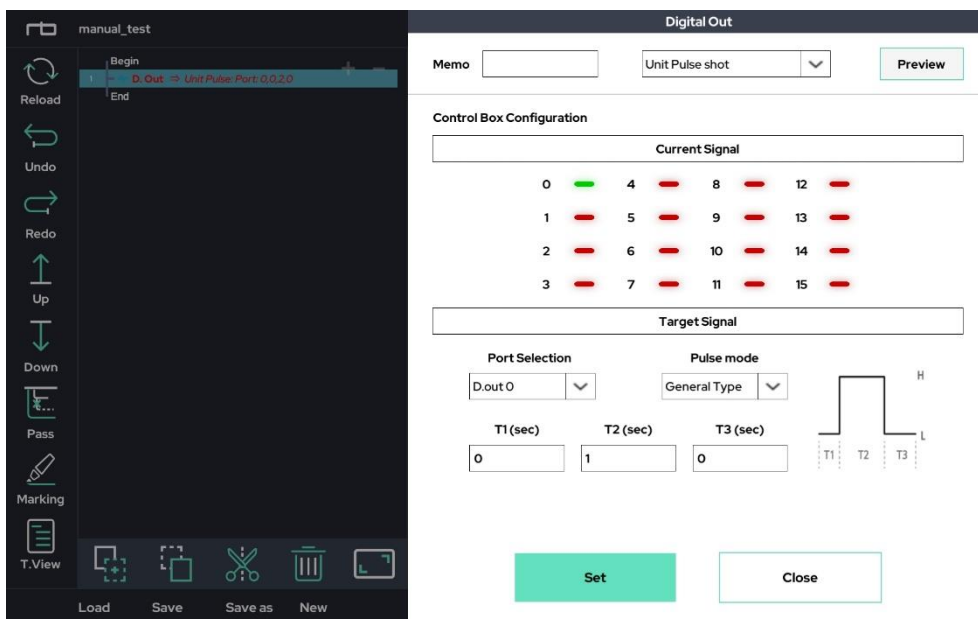 rb manual_test
Reload
Undo
Redo
Up
Down
Pass
Marking
T.View
Begin
1 D. Out ⇒ Unit Pulse: Port: 0,0,2,0
End
Load Save Save as New
Digital Out
Memo Unit Pulse shot Preview
Control Box Configuration
Current Signal
0 4 8 12
1 5 9 13
2 6 10 14
3 7 11 15
Target Signal
Port Selection Pulse mode
D.out 0 General Type
T1 (sec) T2 (sec) T3 (sec)
0 1 0
H
L
T1 T2 T3
Set Close